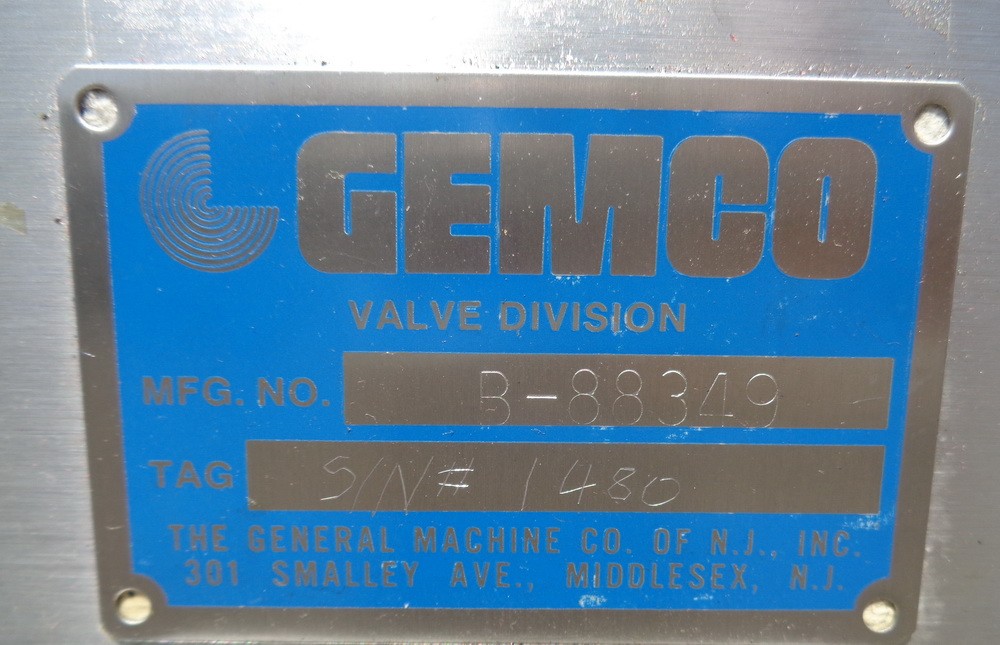 GEMCO
VALVE DIVISION
MFG. NO. B-88349
TAG S/N# 1480
THE GENERAL MACHINE CO. OF N.J., INC.
301 SMALLEY AVE., MIDDLESEX, N.J.